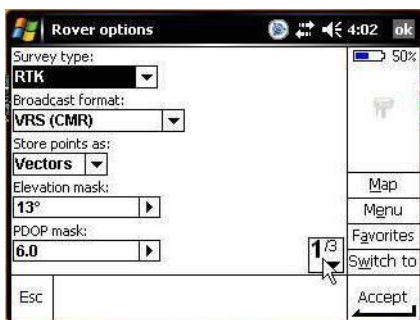 Rover options 4:02 ok
Survey type:
RTK
50%
Broadcast format:
VRS (CMR)
Store points as:
Vectors
Elevation mask:
13°
PDOP mask:
6.0
1/3
Map
Menu
Favorites
Switch to
Esc
Accept